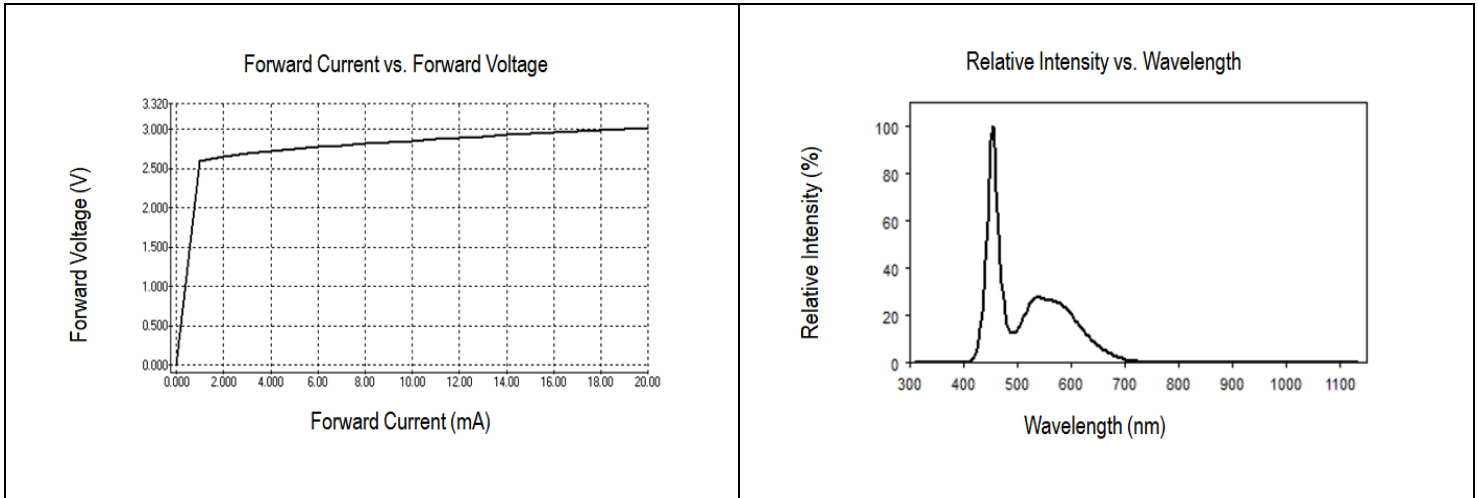 Forward Current vs. Forward Voltage
3.320
3.000
2.500
2.000
1.500
1.000
0.500
0.000
Forward Voltage (V)
0.000 2.000 4.000 6.00 8.00 10.00 12.00 14.00 16.00 18.00 20.00
Forward Current (mA)
Relative Intensity vs. Wavelength
100
80
60
40
20
0
Relative Intensity (%)
300 400 500 600 700 800 900 1000 1100
Wavelength (nm)